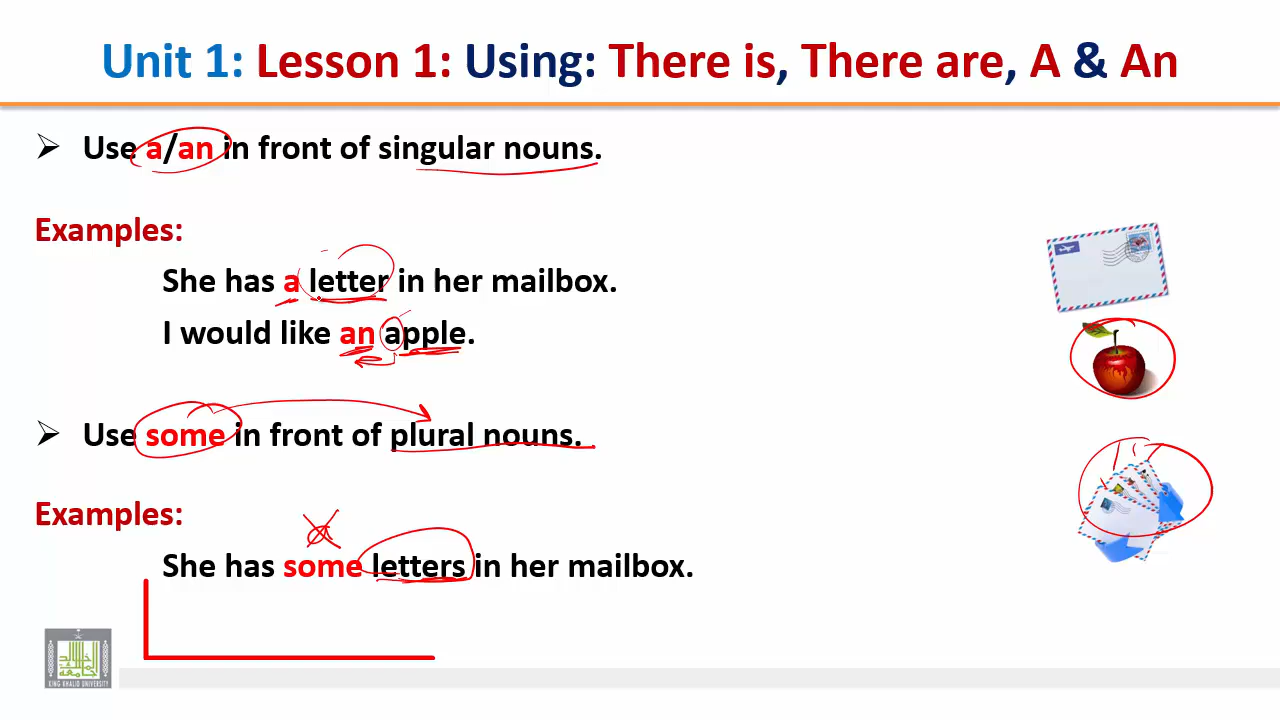 Unit 1: Lesson 1: Using: There is, There are, A & An
Use a/an in front of singular nouns.
Examples:
She has a letter in her mailbox.
I would like an apple.
Use some in front of plural nouns.
Examples:
a
She has some letters in her mailbox.
KING KHALID UNIVERSITY